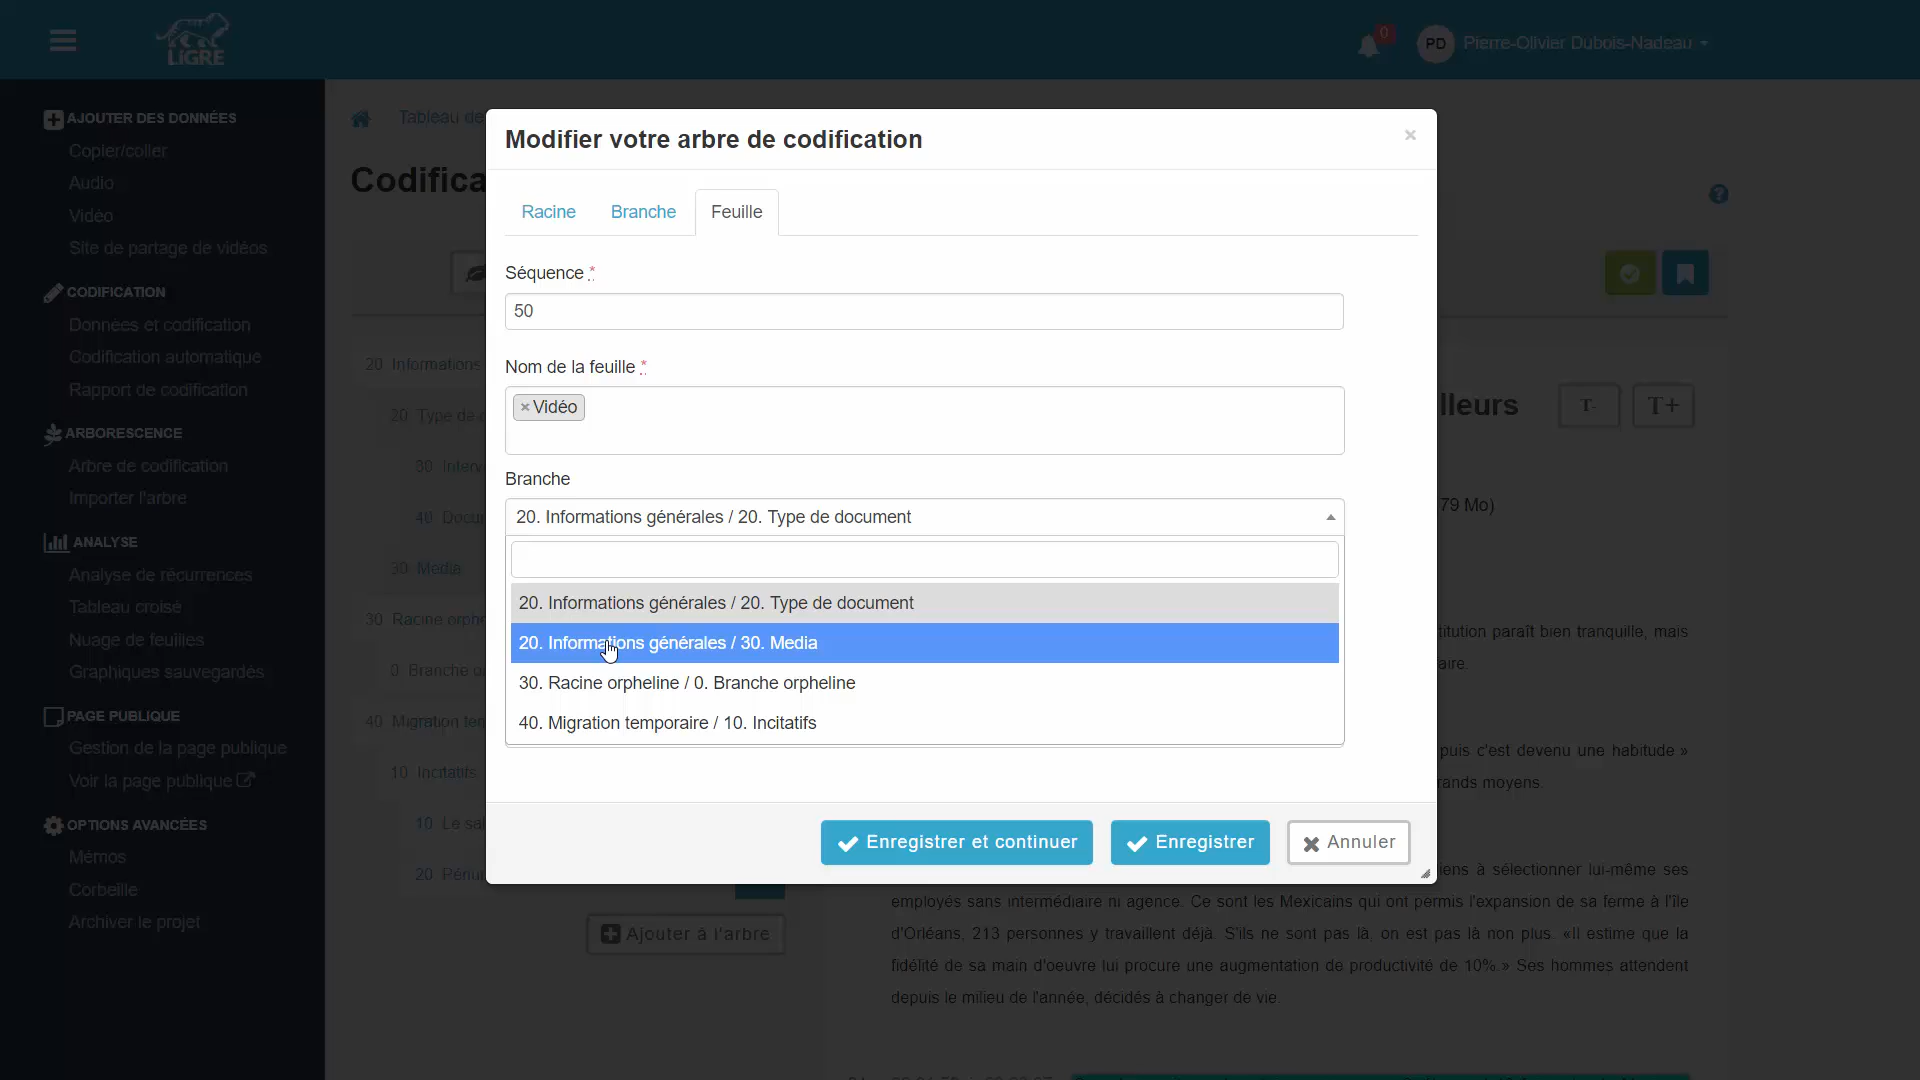 LiGRE
0
PD
Pierre-Olivier Dubois-Nadeau
AJOUTER DES DONNÉES
Copier/coller
Audio
Vidéo
Site de partage de vidéos
CODIFICATION
Données et codification
Codification automatique
Rapport de codification
ARBORESCENCE
Arbre de codification
Importer l'arbre
ANALYSE
Analyse de récurrences
Tableau croisé
Nuage de feuilles
Graphiques sauvegardés
PAGE PUBLIQUE
Gestion de la page publique
Voir la page publique
OPTIONS AVANCÉES
Mémos
Corbeille
Archiver le projet
Tableau de
Codifica
20 Informations
20 Type de
30
40 Docu
30 Media
30 Racine orph
0 Branche o
40 Migration te
10 Incitatifs
10 Le sa
20 Pério
Ajouter à l'arbre
Modifier votre arbre de codification
×
Racine
Branche
Feuille
Séquence *
50
Nom de la feuille *
× Vidéo
Branche
20. Informations générales / 20. Type de document
20. Informations générales / 20. Type de document
20. Informations générales / 30. Media
30. Racine orpheline / 0. Branche orpheline
40. Migration temporaire / 10. Incitatifs
Enregistrer et continuer
Enregistrer
Annuler
?
lleurs
T-
T+
79 Mo)
titution paraît bien tranquille, mais
aire.
puis c'est devenu une habitude »
rands moyens.
iens à sélectionner lui-même ses
employés sans intermédiaire ni agence. Ce sont les Mexicains qui ont permis l'expansion de sa ferme à l'île
d'Orléans, 213 personnes y travaillent déjà. S'ils ne sont pas là, on est pas là non plus. «Il estime que la
fidélité de sa main d'oeuvre lui procure une augmentation de productivité de 10%.» Ses hommes attendent
depuis le milieu de l'année, décidés à changer de vie.